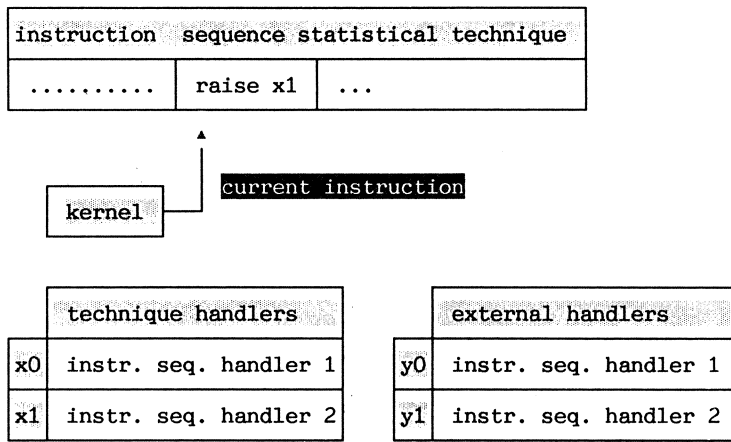 instruction sequence statistical technique
.......... raise x1 ...
current instruction
kernel
technique handlers
x0 instr. seq. handler 1
x1 instr. seq. handler 2
external handlers
y0 instr. seq. handler 1
y1 instr. seq. handler 2